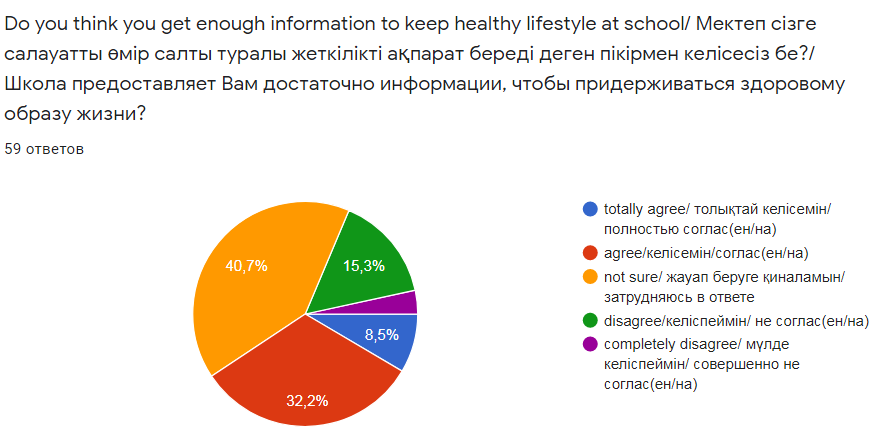 Do you think you get enough information to keep healthy lifestyle at school/ Мектеп сізге
салауатты өмір салты туралы жеткілікті ақпарат береді деген пікірмен келісесіз бе?/
Школа предоставляет Вам достаточно информации, чтобы придерживаться здоровому
образу жизни?
59 ответов
40,7%
15,3%
8,5%
32,2%
totally agree/ толықтай келісемін/
полностью соглас(ен/на)
agree/келісемін/соглас(ен/на)
not sure/ жауап беруге қиналамын/
затрудняюсь в ответе
disagree/келіспеймін/ не соглас(ен/на)
completely disagree/ мүлде
келіспеймін/ совершенно не
соглас(ен/на)